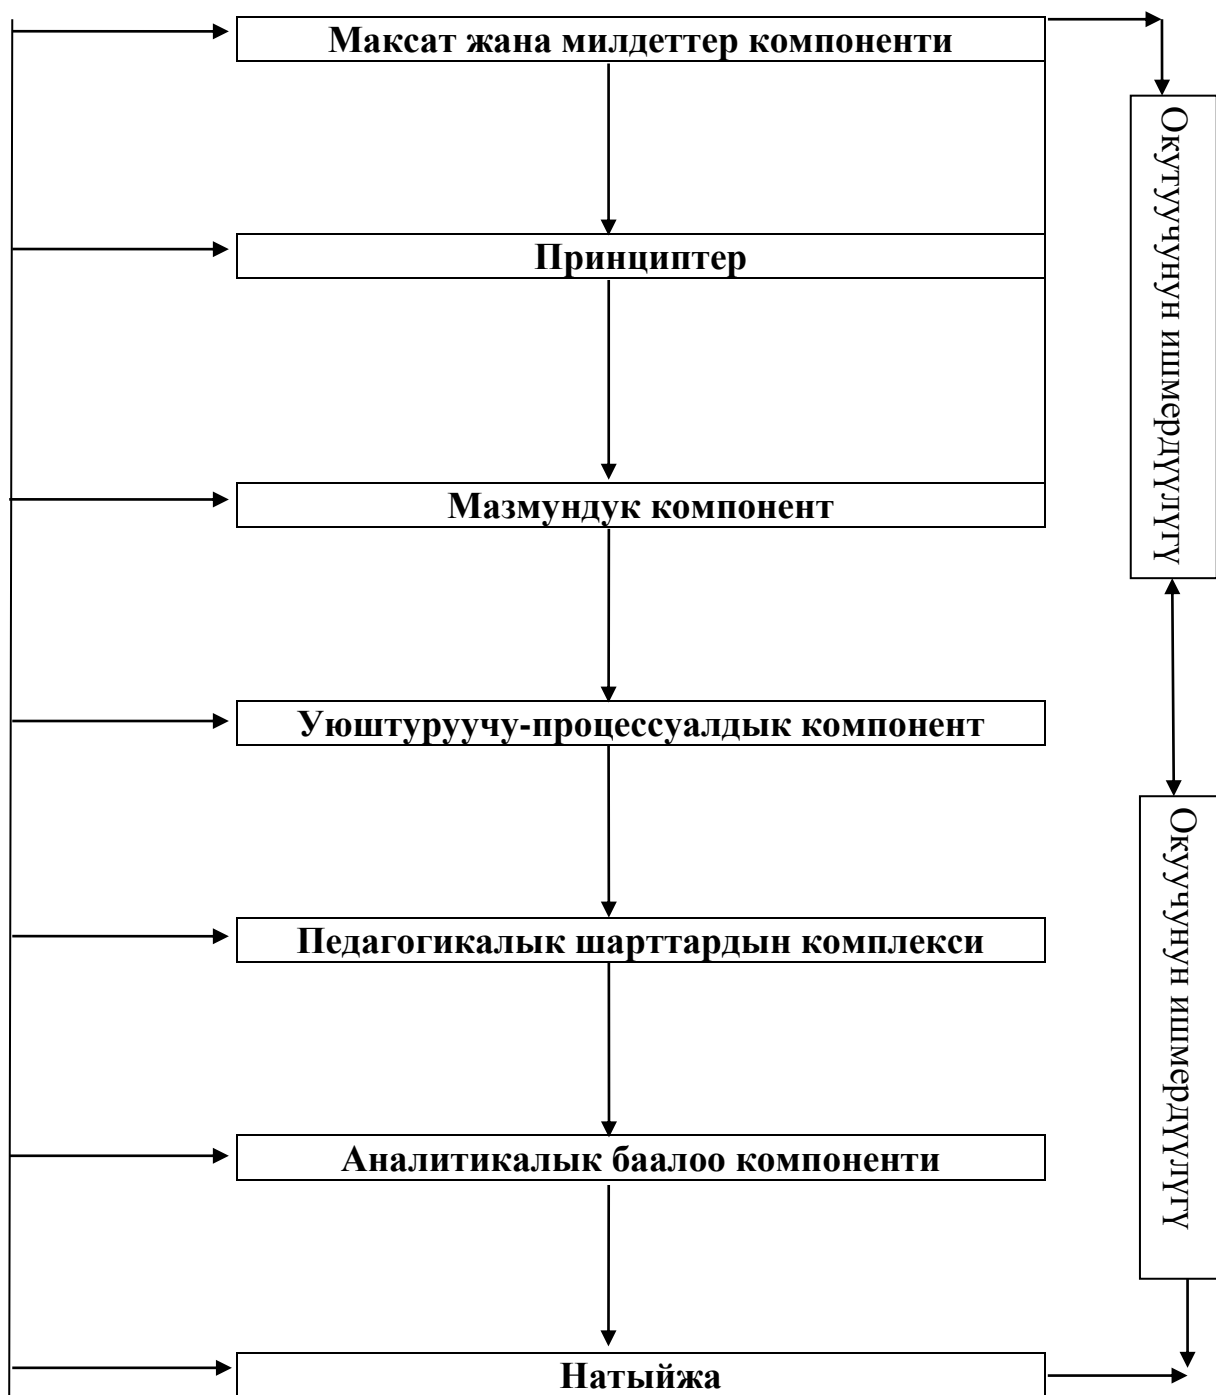 Максат жана милдеттер компоненти
Окутуучунун ишмердүүлүгү
Принциптер
Мазмундук компонент
Уюштуруучу-процессуалдык компонент
Окуучунун ишмердүүлүгү
Педагогикалык шарттардын комплекси
Аналитикалык баалоо компоненти
Натыйжа